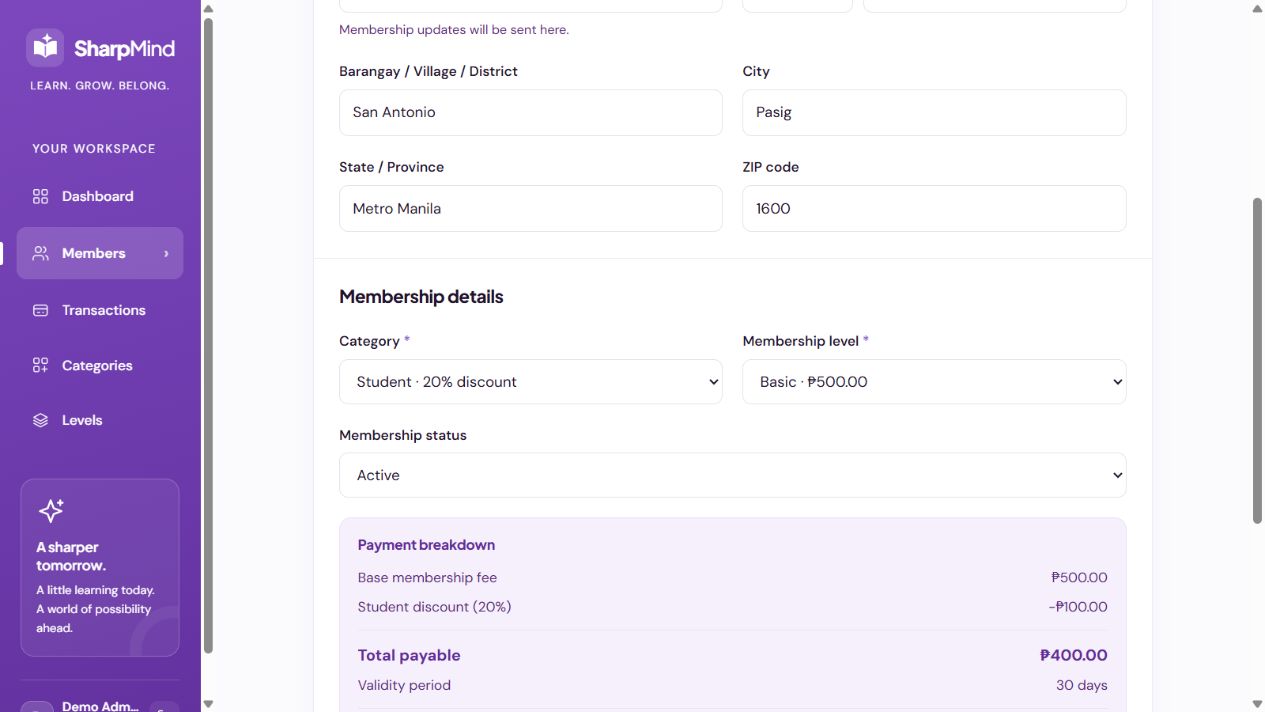 SharpMind
LEARN. GROW. BELONG.
YOUR WORKSPACE
Dashboard
Members ›
Transactions
Categories
Levels
A sharper
tomorrow.
A little learning today.
A world of possibility
ahead.
Demo Adm...
Membership updates will be sent here.
Barangay / Village / District
City
San Antonio
Pasig
State / Province
ZIP code
Metro Manila
1600
Membership details
Category *
Membership level *
Student · 20% discount
Basic · ₱500.00
Membership status
Active
Payment breakdown
Base membership fee ₱500.00
Student discount (20%) -₱100.00
Total payable ₱400.00
Validity period 30 days